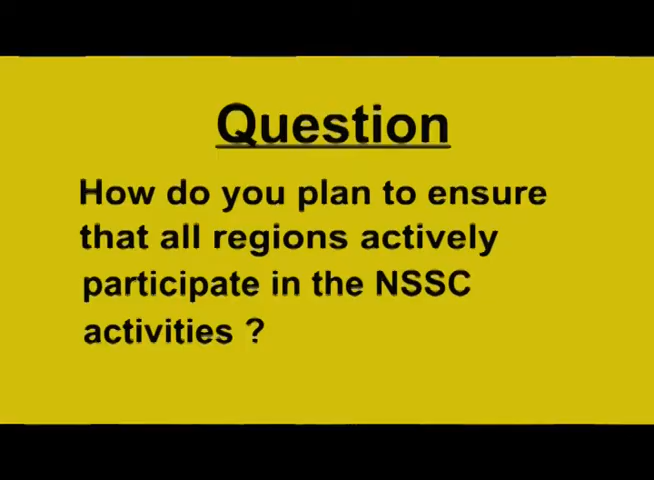 Question
How do you plan to ensure
that all regions actively
participate in the NSSC
activities ?